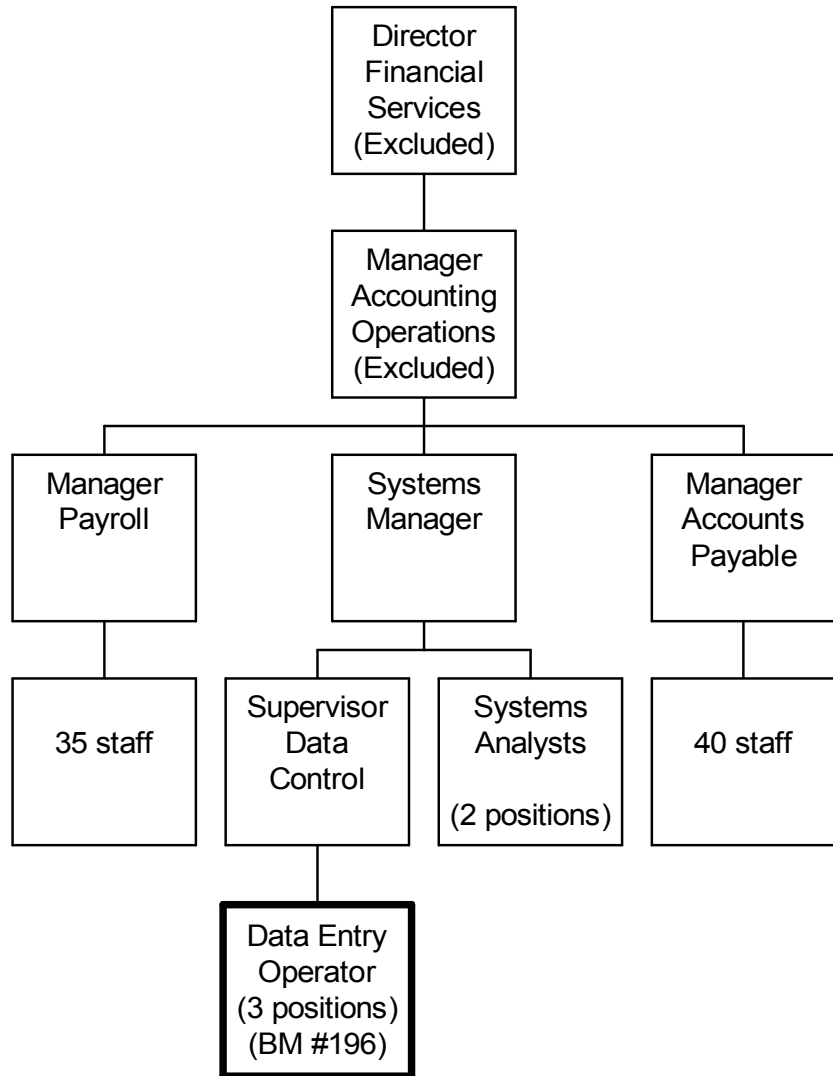 Director
Financial
Services
(Excluded)
Manager
Accounting
Operations
(Excluded)
Manager
Payroll
Systems
Manager
Manager
Accounts
Payable
35 staff
Supervisor
Data
Control
Systems
Analysts
(2 positions)
40 staff
Data Entry
Operator
(3 positions)
(BM #196)